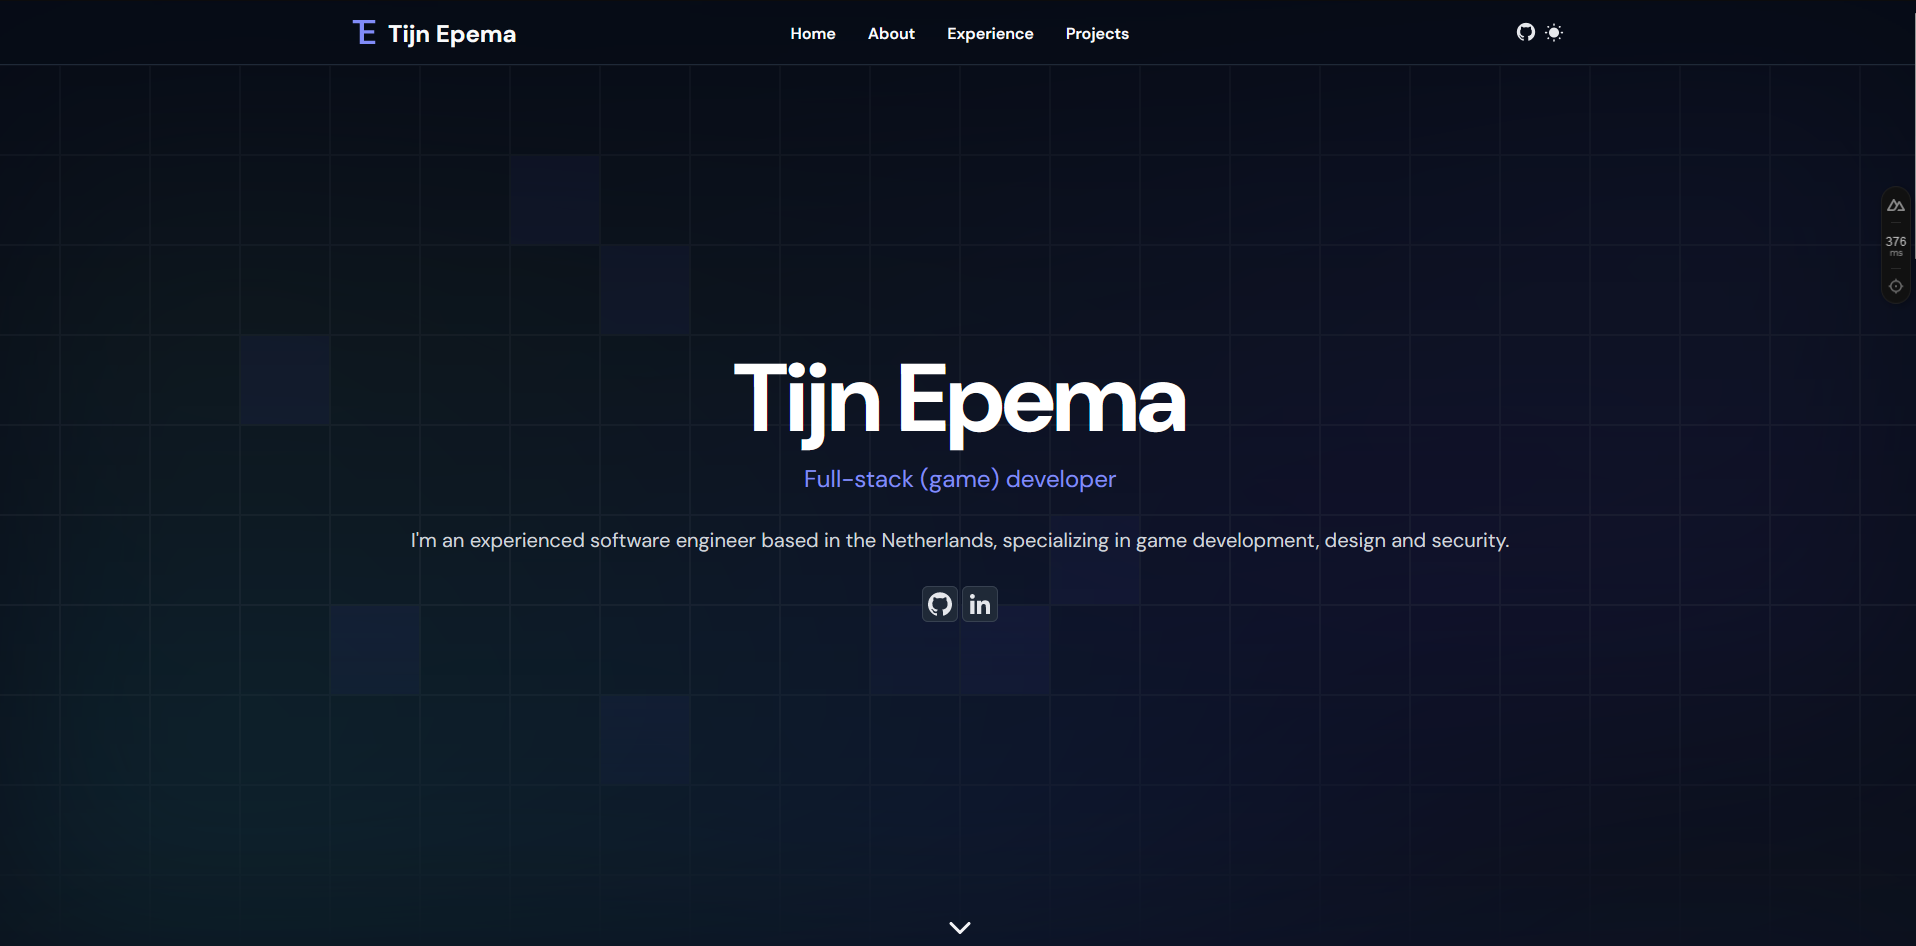 TE Tijn Epema
Home About Experience Projects
376
ms
Tijn Epema
Full-stack (game) developer
I'm an experienced software engineer based in the Netherlands, specializing in game development, design and security.
in